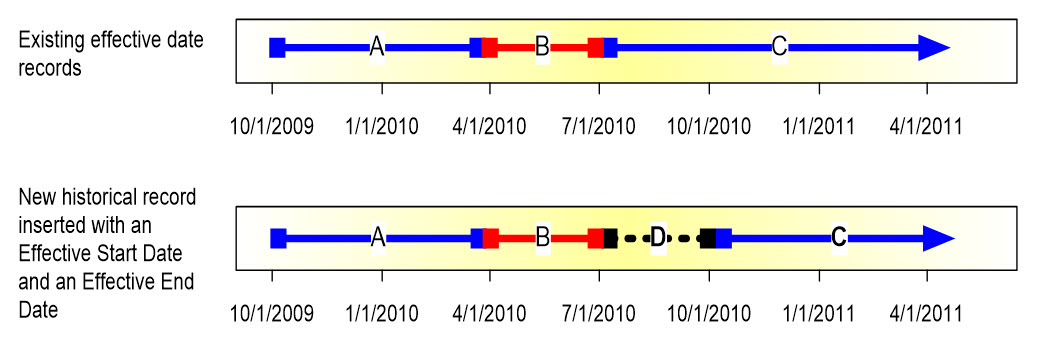 Existing effective date
records
A
B
C
10/1/2009 1/1/2010 4/1/2010 7/1/2010 10/1/2010 1/1/2011 4/1/2011
New historical record
inserted with an
Effective Start Date
and an Effective End
Date
A
B
D
C
10/1/2009 1/1/2010 4/1/2010 7/1/2010 10/1/2010 1/1/2011 4/1/2011